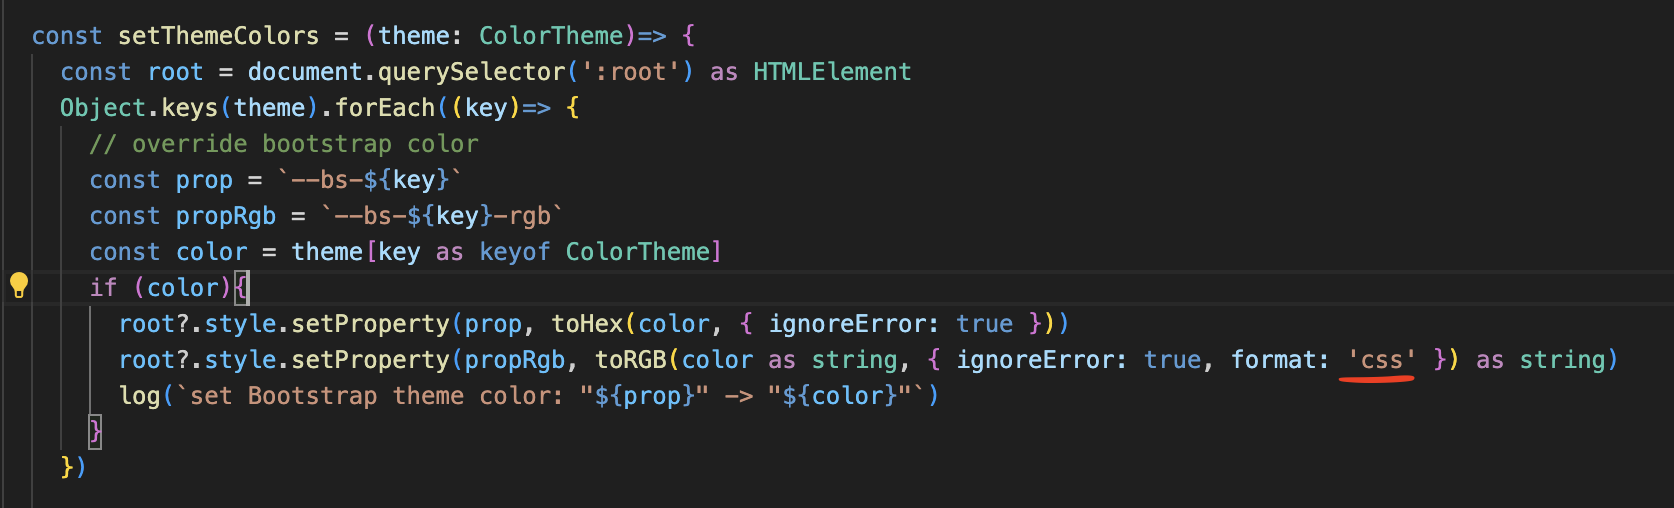 const setThemeColors = (theme: ColorTheme)=> {
const root = document.querySelector(':root') as HTMLElement
Object.keys(theme).forEach((key)=> {
// override bootstrap color
const prop = `--bs-${key}`
const propRgb = `--bs-${key}-rgb`
const color = theme[key as keyof ColorTheme]
if (color){
root?.style.setProperty(prop, toHex(color, { ignoreError: true }))
root?.style.setProperty(propRgb, toRGB(color as string, { ignoreError: true, format: 'css' }) as string)
log(`set Bootstrap theme color: "${prop}" -> "${color}"`)
}
})